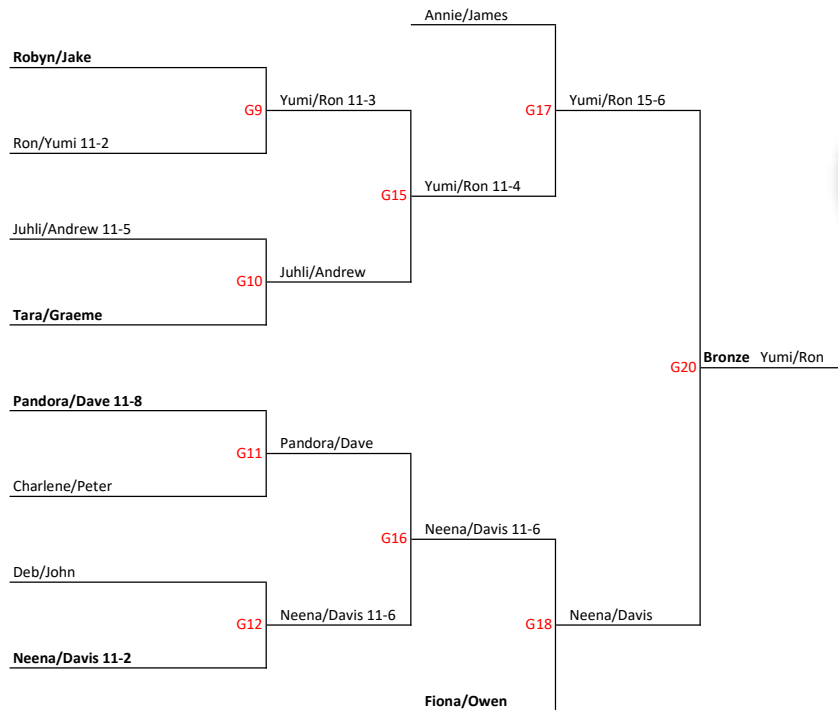 Annie/James
Robyn/Jake
G9 Yumi/Ron 11-3 G17 Yumi/Ron 15-6
Ron/Yumi 11-2
G15 Yumi/Ron 11-4
Juhli/Andrew 11-5
G10 Juhli/Andrew
Tara/Graeme
G20 Bronze Yumi/Ron
Pandora/Dave 11-8
G11 Pandora/Dave
Charlene/Peter
G16 Neena/Davis 11-6
Deb/John
G12 Neena/Davis 11-6 G18 Neena/Davis
Neena/Davis 11-2
Fiona/Owen